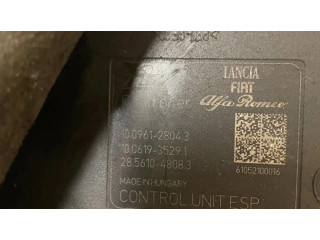 LANCIA
FIAT
Alfa Romeo
10.0961-2804.3
10.0619-3529.1
28.5610-4808.3
61052100016
MADE IN HUNGARY
CONTROL UNIT ESP